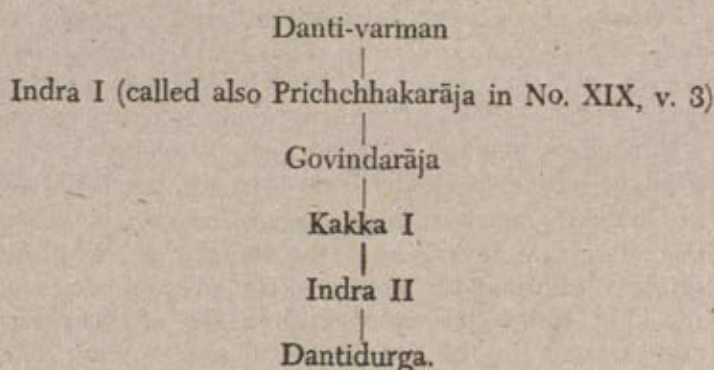 Danti-varman
Indra I (called also Prichchhakarāja in No. XIX, v. 3)
Govindarāja
Kakka I
Indra II
Dantidurga.